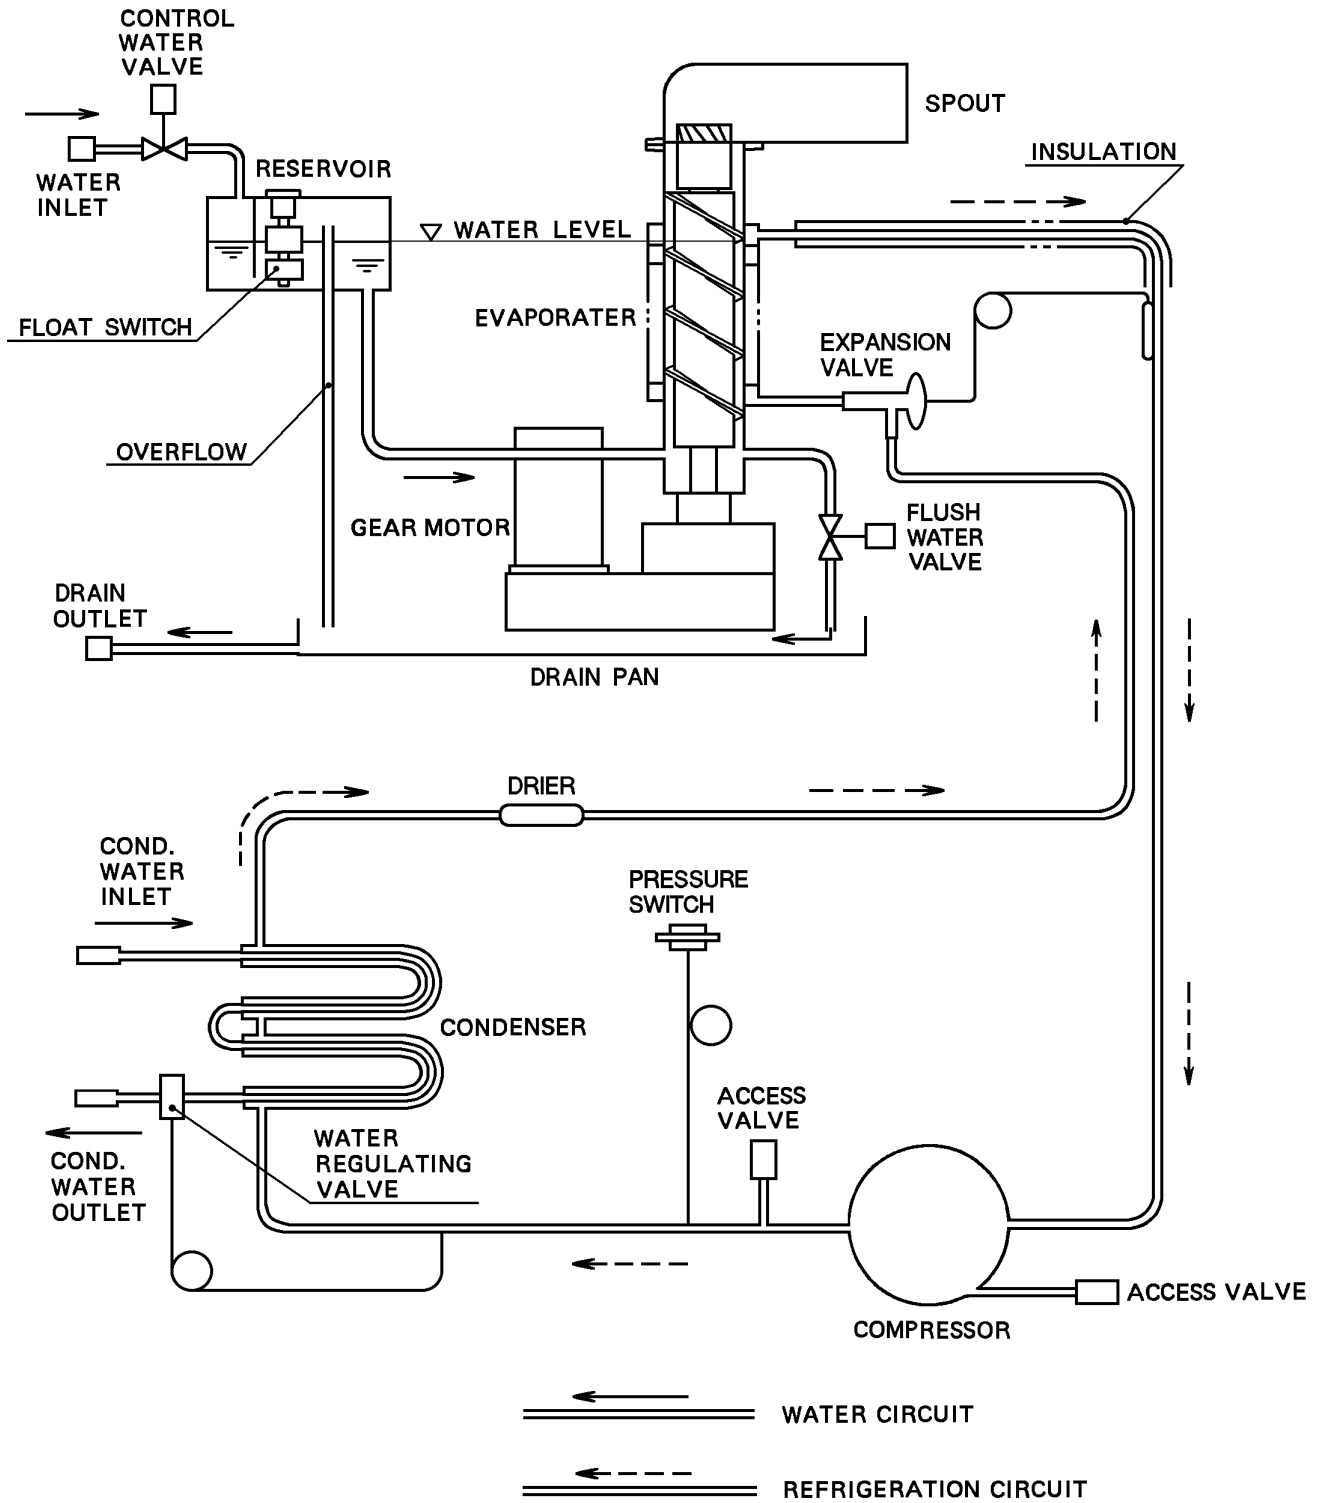 CONTROL
WATER
VALVE
SPOUT
INSULATION
RESERVOIR
WATER
INLET
WATER LEVEL
FLOAT SWITCH
EVAPORATER
EXPANSION
VALVE
OVERFLOW
GEAR MOTOR
FLUSH
WATER
VALVE
DRAIN
OUTLET
DRAIN PAN
DRIER
COND.
WATER
INLET
PRESSURE
SWITCH
CONDENSER
ACCESS
VALVE
WATER
REGULATING
VALVE
COND.
WATER
OUTLET
ACCESS VALVE
COMPRESSOR
WATER CIRCUIT
REFRIGERATION CIRCUIT